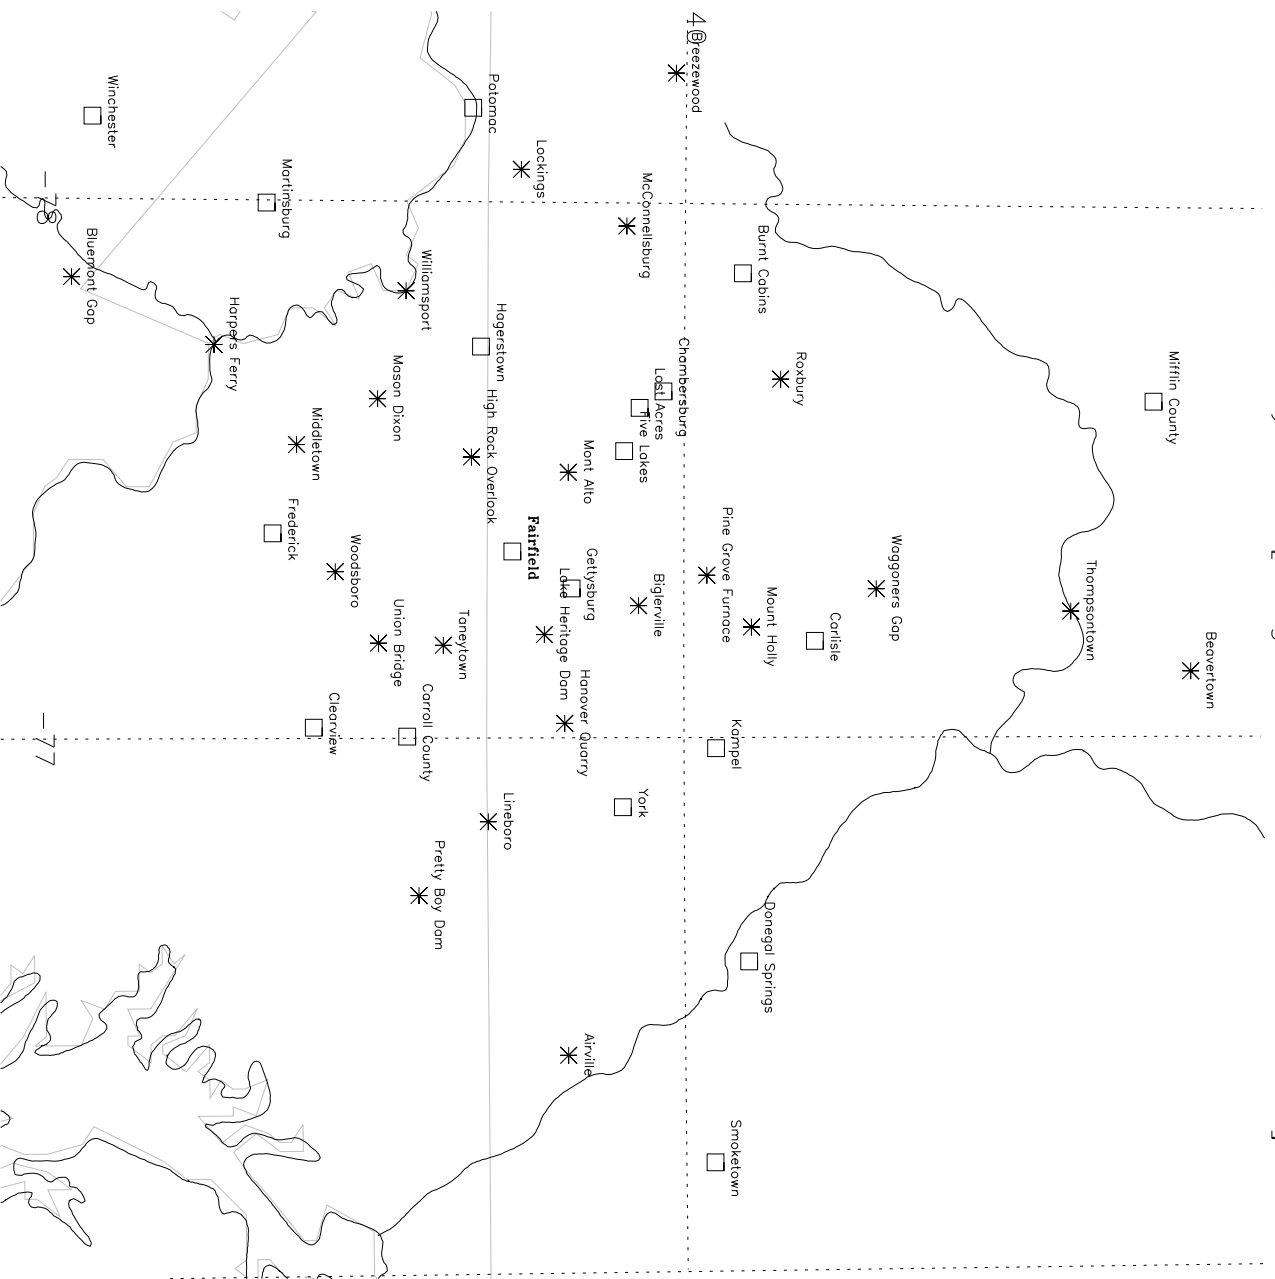 40
Breezewood
Winchester
Potomac
Lockings
Martinsburg
-78
McConnellsburg
Burnt Cabins
Bluemont Gap
Williamsport
Harpers Ferry
Hagerstown
Chambersburg
Roxbury
Mifflin County
Mason Dixon
Lost Acres
Five Lakes
High Rock Overlook
Middletown
Mont Alto
Frederick
Fairfield
Woodsboro
Gettysburg
Lake Heritage Dam
Biglerville
Pine Grove Furnace
Mount Holly
Waggoners Gap
Carlisle
Thompsontown
Beavertown
Union Bridge
Taneytown
Hanover Quarry
Clearview
Carroll County
-77
Kampel
York
Lineboro
Pretty Boy Dam
Donegal Springs
Airville
Smoketown